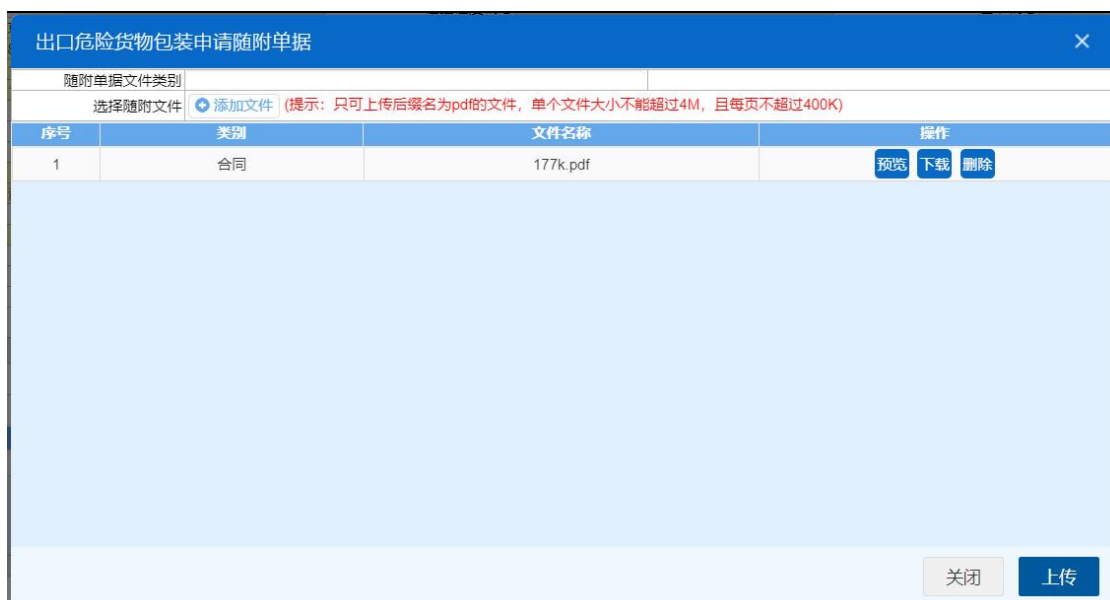 出口危险货物包装申请随附单据
随附单据文件类别
选择随附文件 添加文件 (提示：只可上传后缀名为pdf的文件，单个文件大小不能超过4M，且每页不超过400K)
序号 类别 文件名称 操作
1 合同 177k.pdf 预览 下载 删除
关闭 上传